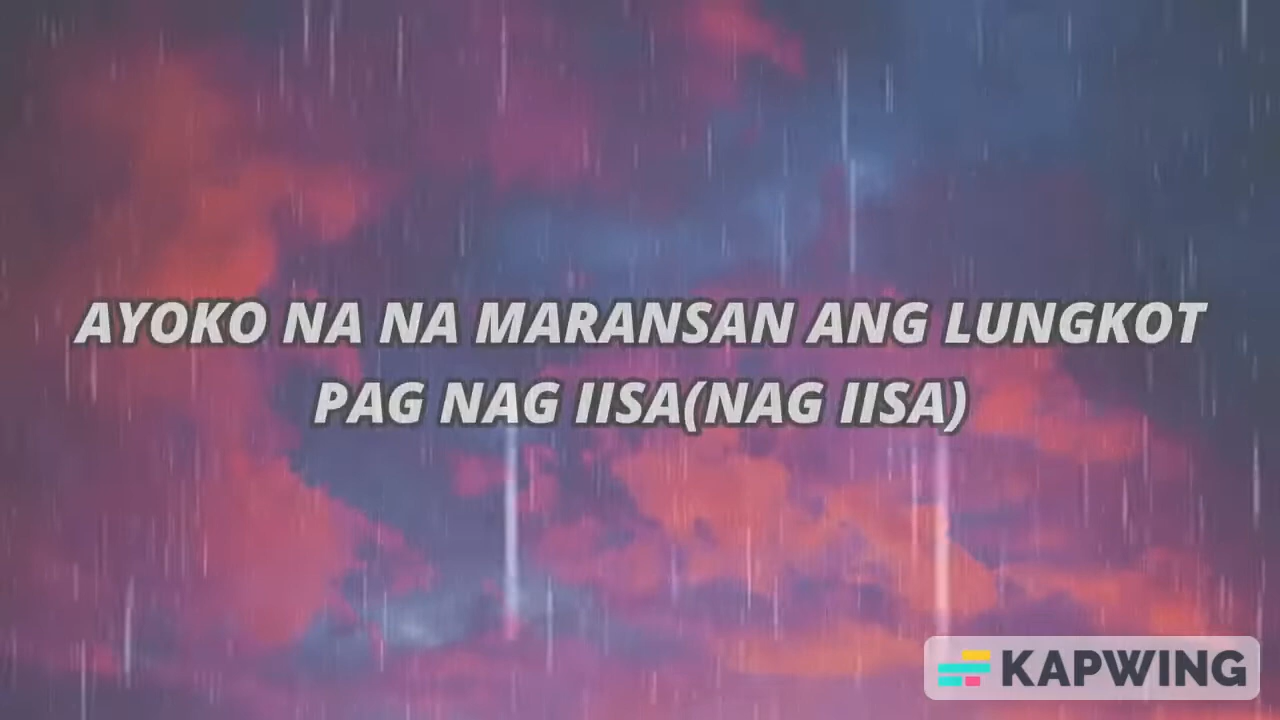 AYOKO NA NA MARANSAN ANG LUNGKOT
PAG NAG IISA(NAG IISA)
KAPWING